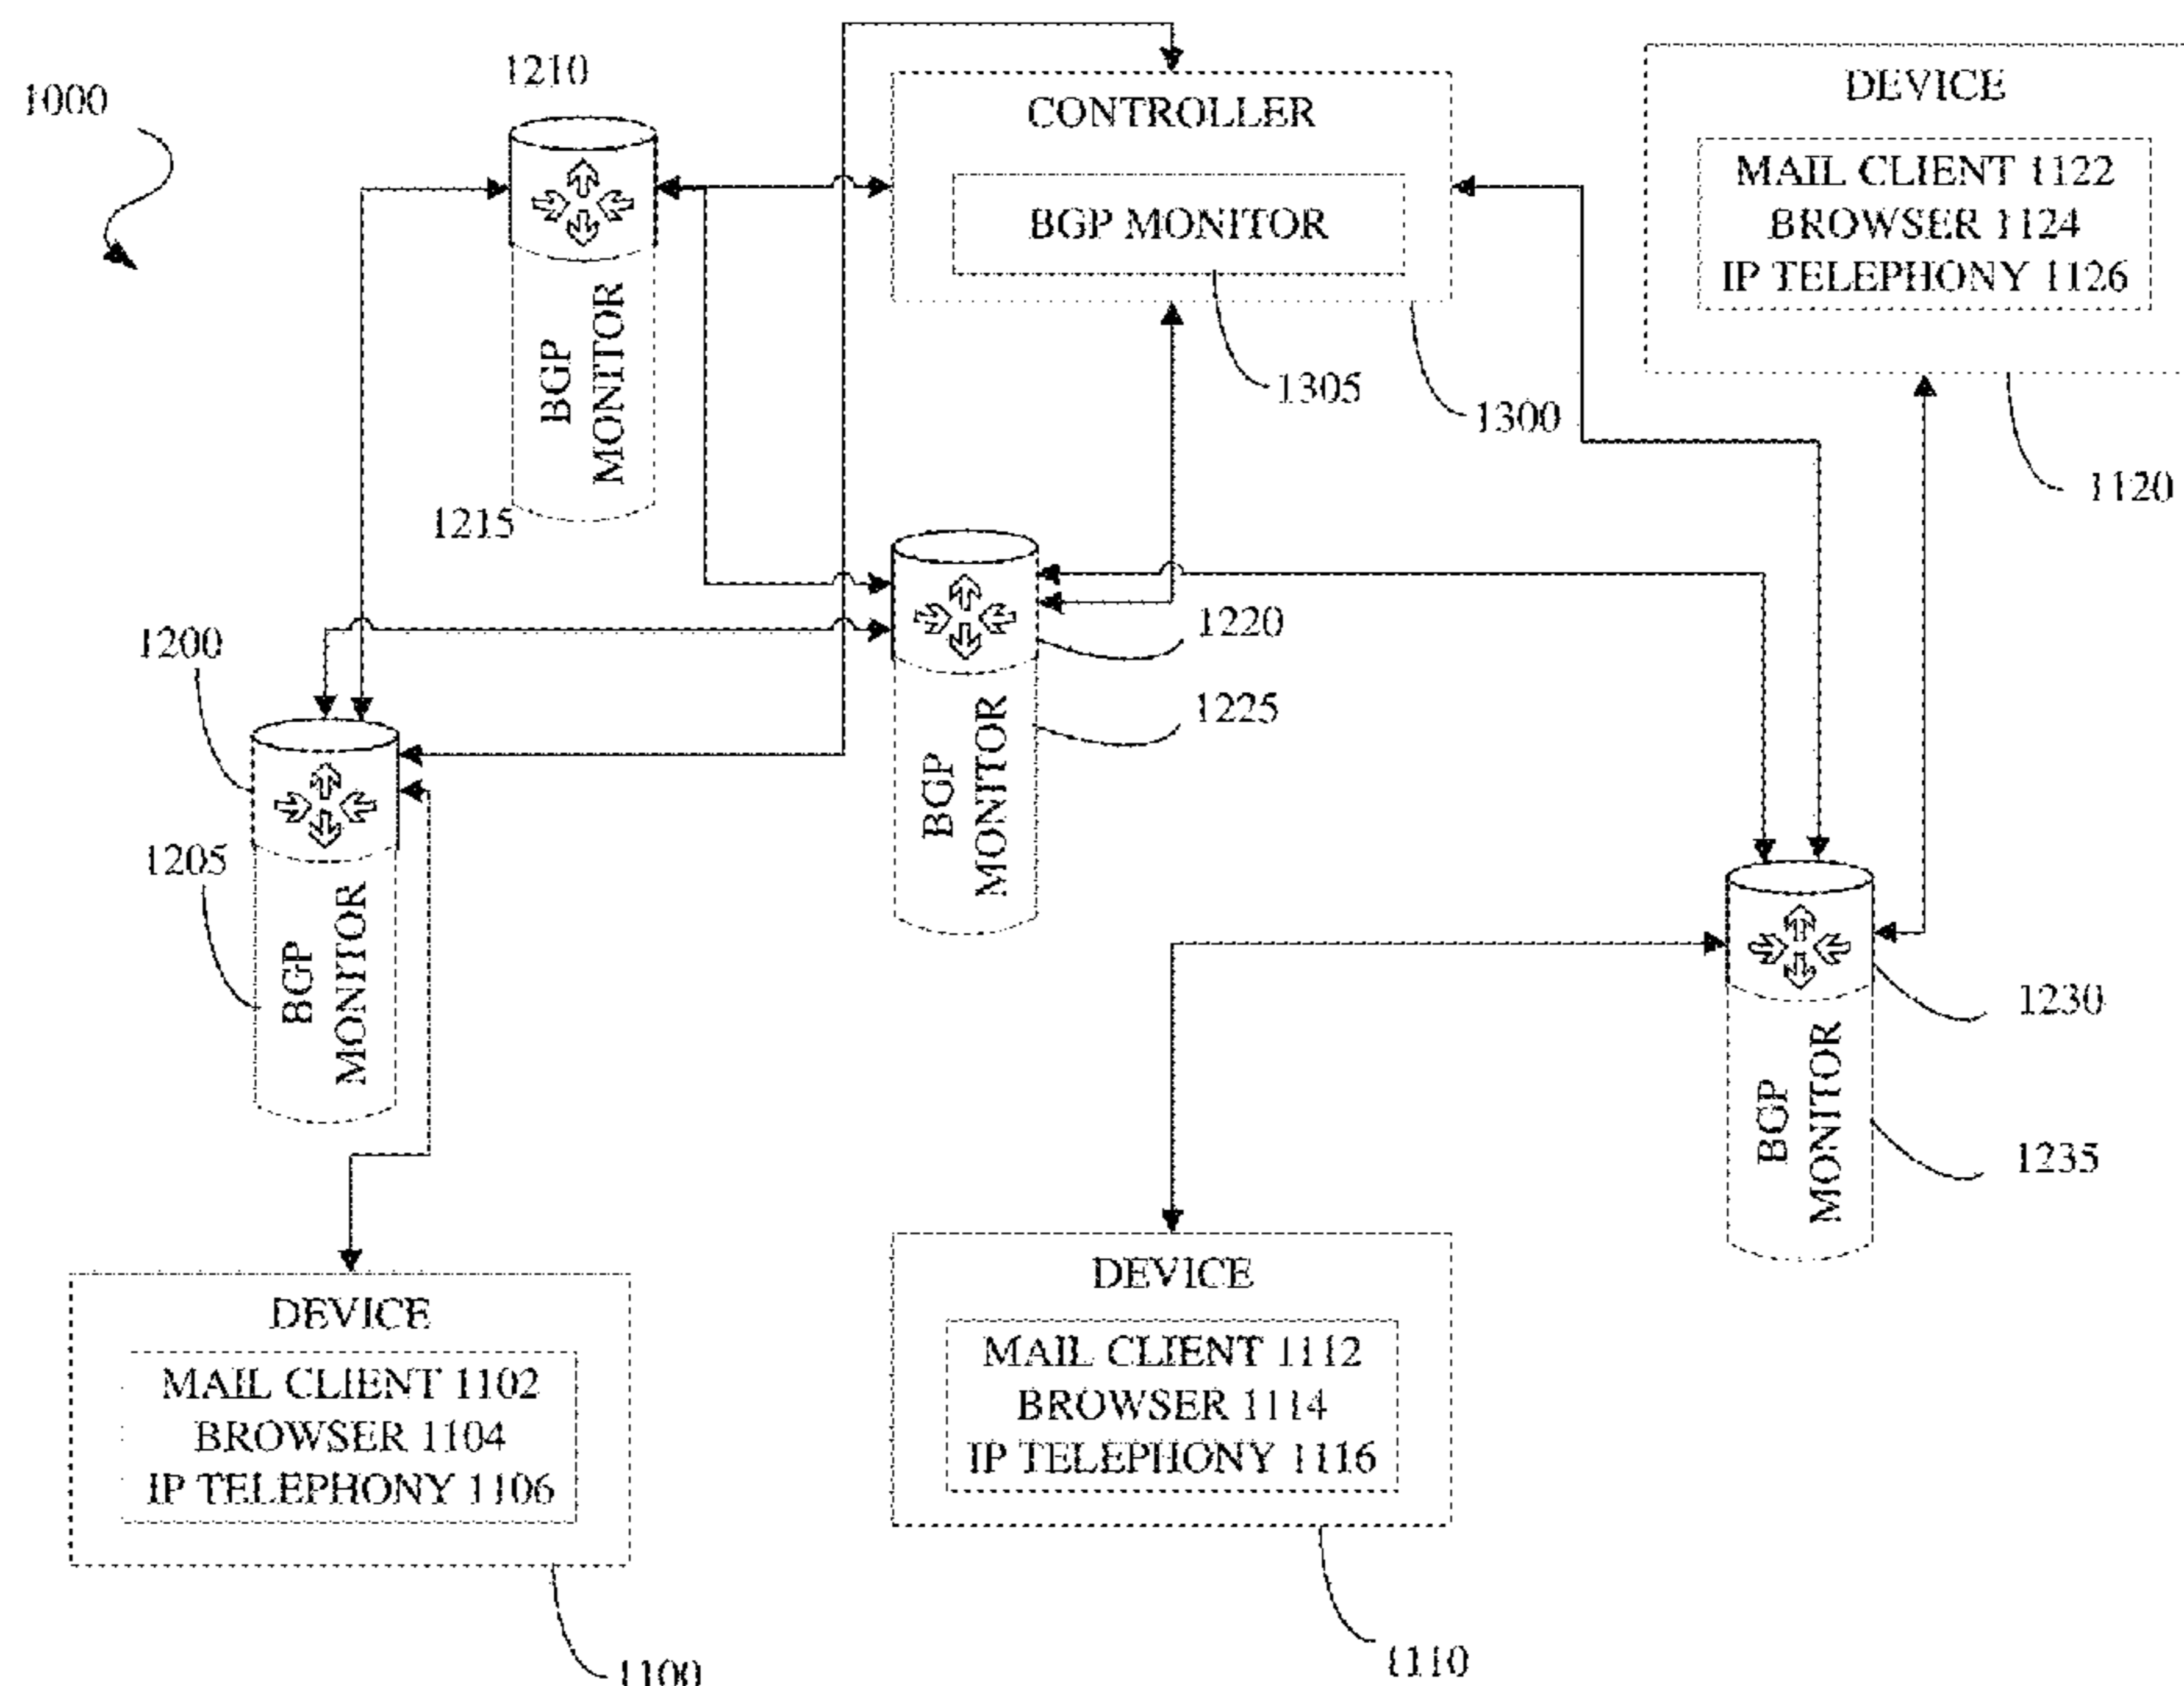 1000
1210
BGP
MONITOR
1215
CONTROLLER
BGP MONITOR
1305
1300
DEVICE
MAIL CLIENT 1122
BROWSER 1124
IP TELEPHONY 1126
1120
1200
1205
BGP
MONITOR
1220
1225
BGP
MONITOR
1230
1235
BGP
MONITOR
DEVICE
MAIL CLIENT 1102
BROWSER 1104
IP TELEPHONY 1106
1100
DEVICE
MAIL CLIENT 1112
BROWSER 1114
IP TELEPHONY 1116
1110